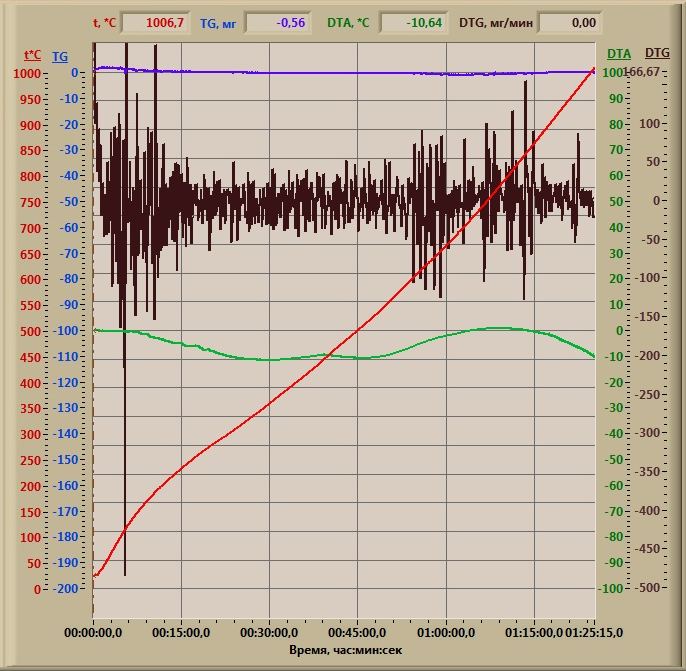 t, *C 1006,7 TG, мг -0,56 DTA, *C -10,64 DTG, мг/мин 0,00
t*C TG DTA DTG
1000 0 100 166,67
950 -10 90
900 -20 80 100
850 -30 70 50
800 -40 60
750 -50 50 0
700 -60 40 -50
650 -70 30
600 -80 20 -100
550 -90 10 -150
500 -100 0
450 -110 -10 -200
400 -120 -20 -250
350 -130 -30
300 -140 -40 -300
250 -150 -50 -350
200 -160 -60
150 -170 -70 -400
100 -180 -80 -450
50 -190 -90
0 -200 -100 -500
00:00:00,0 00:15:00,0 00:30:00,0 00:45:00,0 01:00:00,0 01:15:00,0 01:25:15,0
Время, час:мин:сек